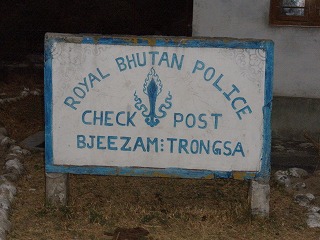 ROYAL BHUTAN POLICE
CHECK POST
BJEEZAM:TRONGSA